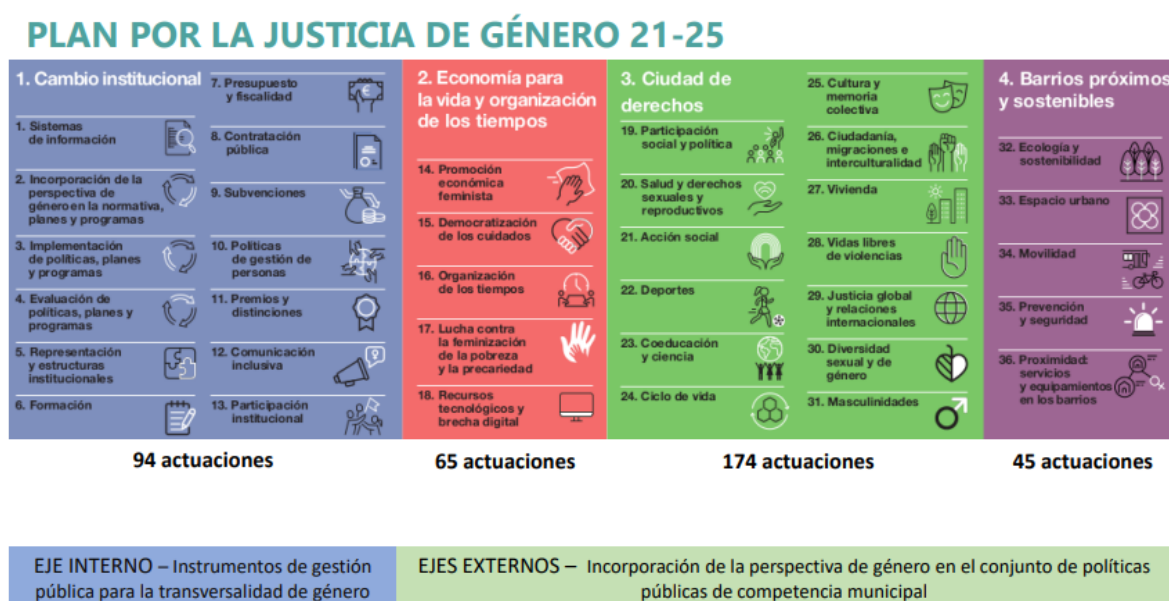 PLAN POR LA JUSTICIA DE GÉNERO 21-25
1. Cambio institucional
1. Sistemas
de información
2. Incorporación de la
perspectiva de
género en la normativa,
planes y programas
3. Implementación
de políticas, planes
y programas
4. Evaluación de
políticas, planes y
programas
5. Representación
y estructuras
institucionales
6. Formación
7. Presupuesto
y fiscalidad
8. Contratación
pública
9. Subvenciones
10. Políticas
de gestión de
personas
11. Premios y
distinciones
12. Comunicación
inclusiva
13. Participación
institucional
2. Economía para
la vida y organización
de los tiempos
14. Promoción
económica
feminista
15. Democratización
de los cuidados
16. Organización
de los tiempos
17. Lucha contra
la feminización
de la pobreza
y la precariedad
18. Recursos
tecnológicos y
brecha digital
3. Ciudad de
derechos
19. Participación
social y política
20. Salud y derechos
sexuales y
reproductivos
21. Acción social
22. Deportes
23. Coeducación
y ciencia
24. Ciclo de vida
25. Cultura y
memoria
colectiva
26. Ciudadanía,
migraciones e
interculturalidad
27. Vivienda
28. Vidas libres
de violencias
29. Justicia global
y relaciones
internacionales
30. Diversidad
sexual y de
género
31. Masculinidades
4. Barrios próximos
y sostenibles
32. Ecología y
sostenibilidad
33. Espacio urbano
34. Movilidad
35. Prevención
y seguridad
36. Proximidad:
servicios
y equipamientos
en los barrios
94 actuaciones
65 actuaciones
174 actuaciones
45 actuaciones
EJE INTERNO – Instrumentos de gestión
pública para la transversalidad de género
EJES EXTERNOS – Incorporación de la perspectiva de género en el conjunto de políticas
públicas de competencia municipal